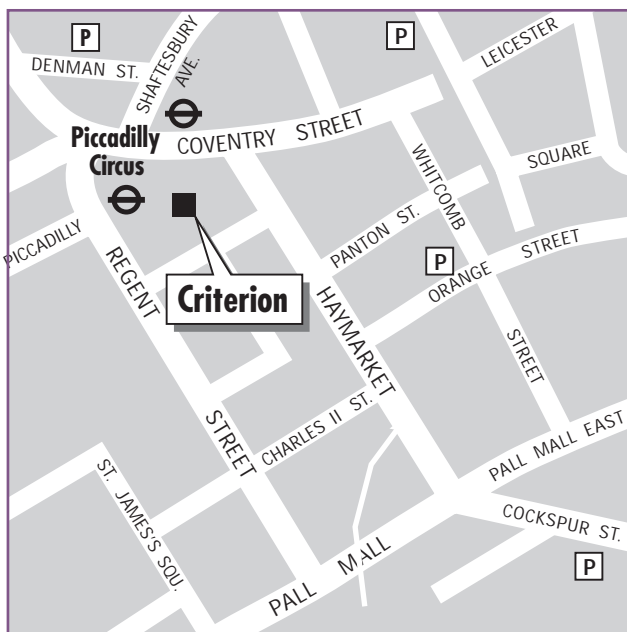 P
P
DENMAN ST.
SHAFTESBURY
AVE.
LEICESTER
Piccadilly
Circus
COVENTRY STREET
WHITCOMB
STREET
SQUARE
PICCADILLY
REGENT
STREET
PANTON ST.
P
ORANGE STREET
Criterion
HAYMARKET
CHARLES II ST.
PALL MALL EAST
ST. JAMES'S SQU.
COCKSPUR ST.
PALL MALL
P